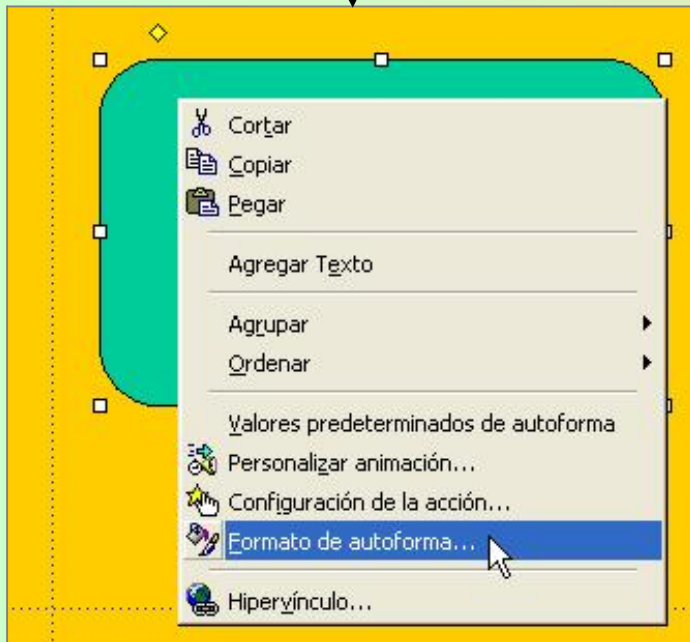 Cortar
Copiar
Pegar
Agregar Texto
Agrupar
Ordenar
Valores predeterminados de autoforma
Personalizar animación...
Configuración de la acción...
Formato de autoforma...
Hipervínculo...